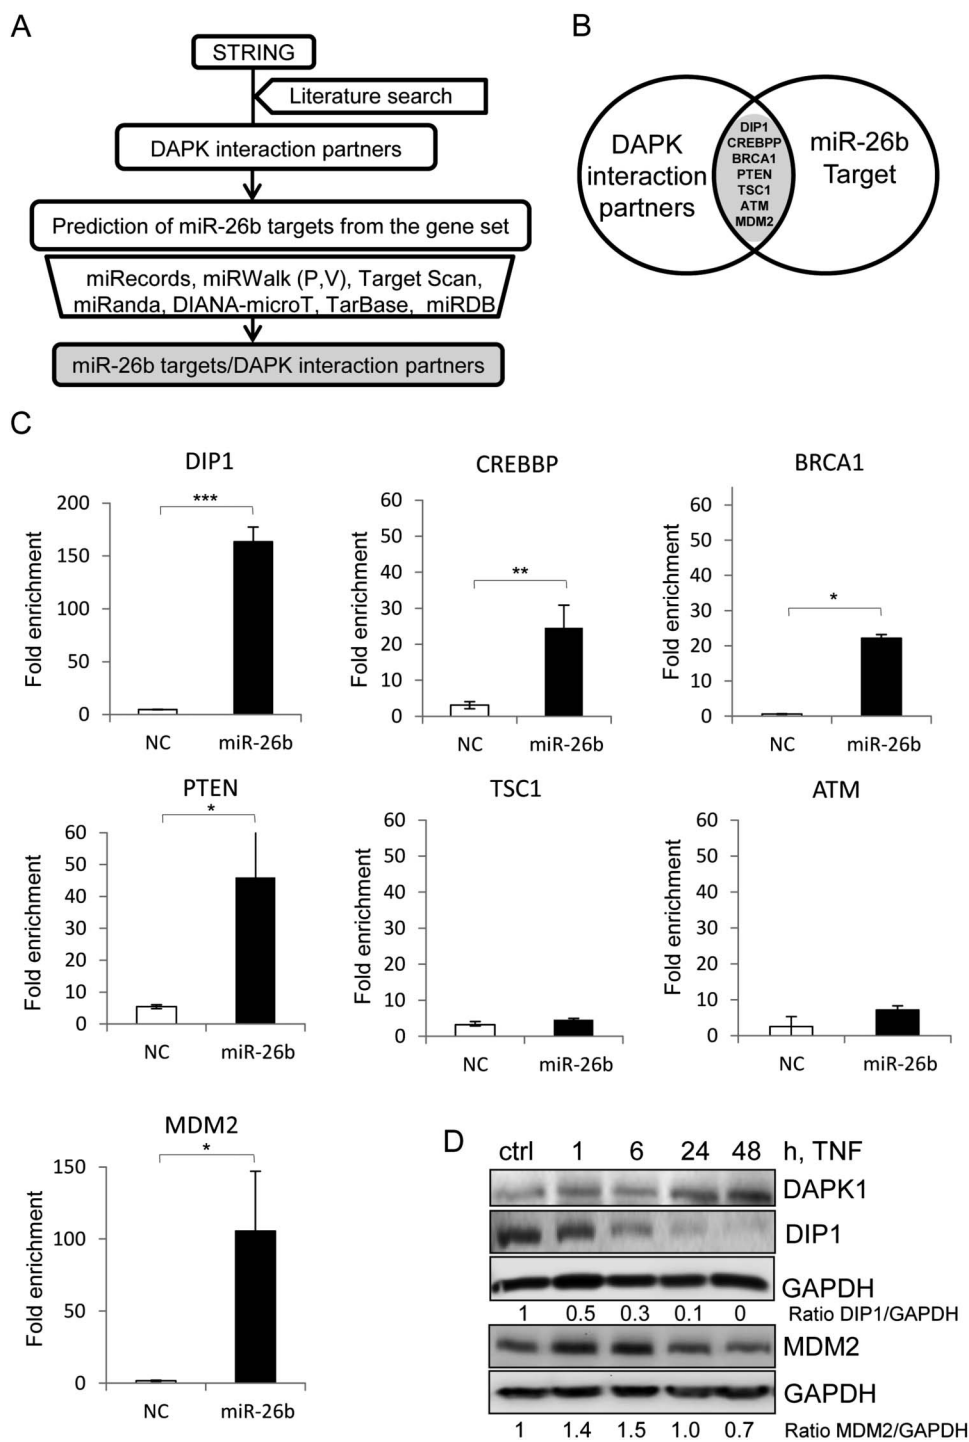 A
STRING
Literature search
DAPK interaction partners
Prediction of miR-26b targets from the gene set
miRecords, miRWalk (P,V), Target Scan,
miRanda, DIANA-microT, TarBase, miRDB
miR-26b targets/DAPK interaction partners
B
DAPK
interaction
partners
DIP1
CREBPP
BRCA1
PTEN
TSC1
ATM
MDM2
miR-26b
Target
C
DIP1
Fold enrichment
200
150
100
50
0
***
NC miR-26b
CREBBP
Fold enrichment
60
50
40
30
20
10
0
**
NC miR-26b
BRCA1
Fold enrichment
60
50
40
30
20
10
0
*
NC miR-26b
PTEN
Fold enrichment
60
50
40
30
20
10
0
*
NC miR-26b
TSC1
Fold enrichment
60
50
40
30
20
10
0
NC miR-26b
ATM
Fold enrichment
60
50
40
30
20
10
0
NC miR-26b
MDM2
Fold enrichment
150
100
50
0
*
NC miR-26b
D
ctrl 1 6 24 48 h, TNF
DAPK1
DIP1
GAPDH
1 0.5 0.3 0.1 0 Ratio DIP1/GAPDH
MDM2
GAPDH
1 1.4 1.5 1.0 0.7 Ratio MDM2/GAPDH